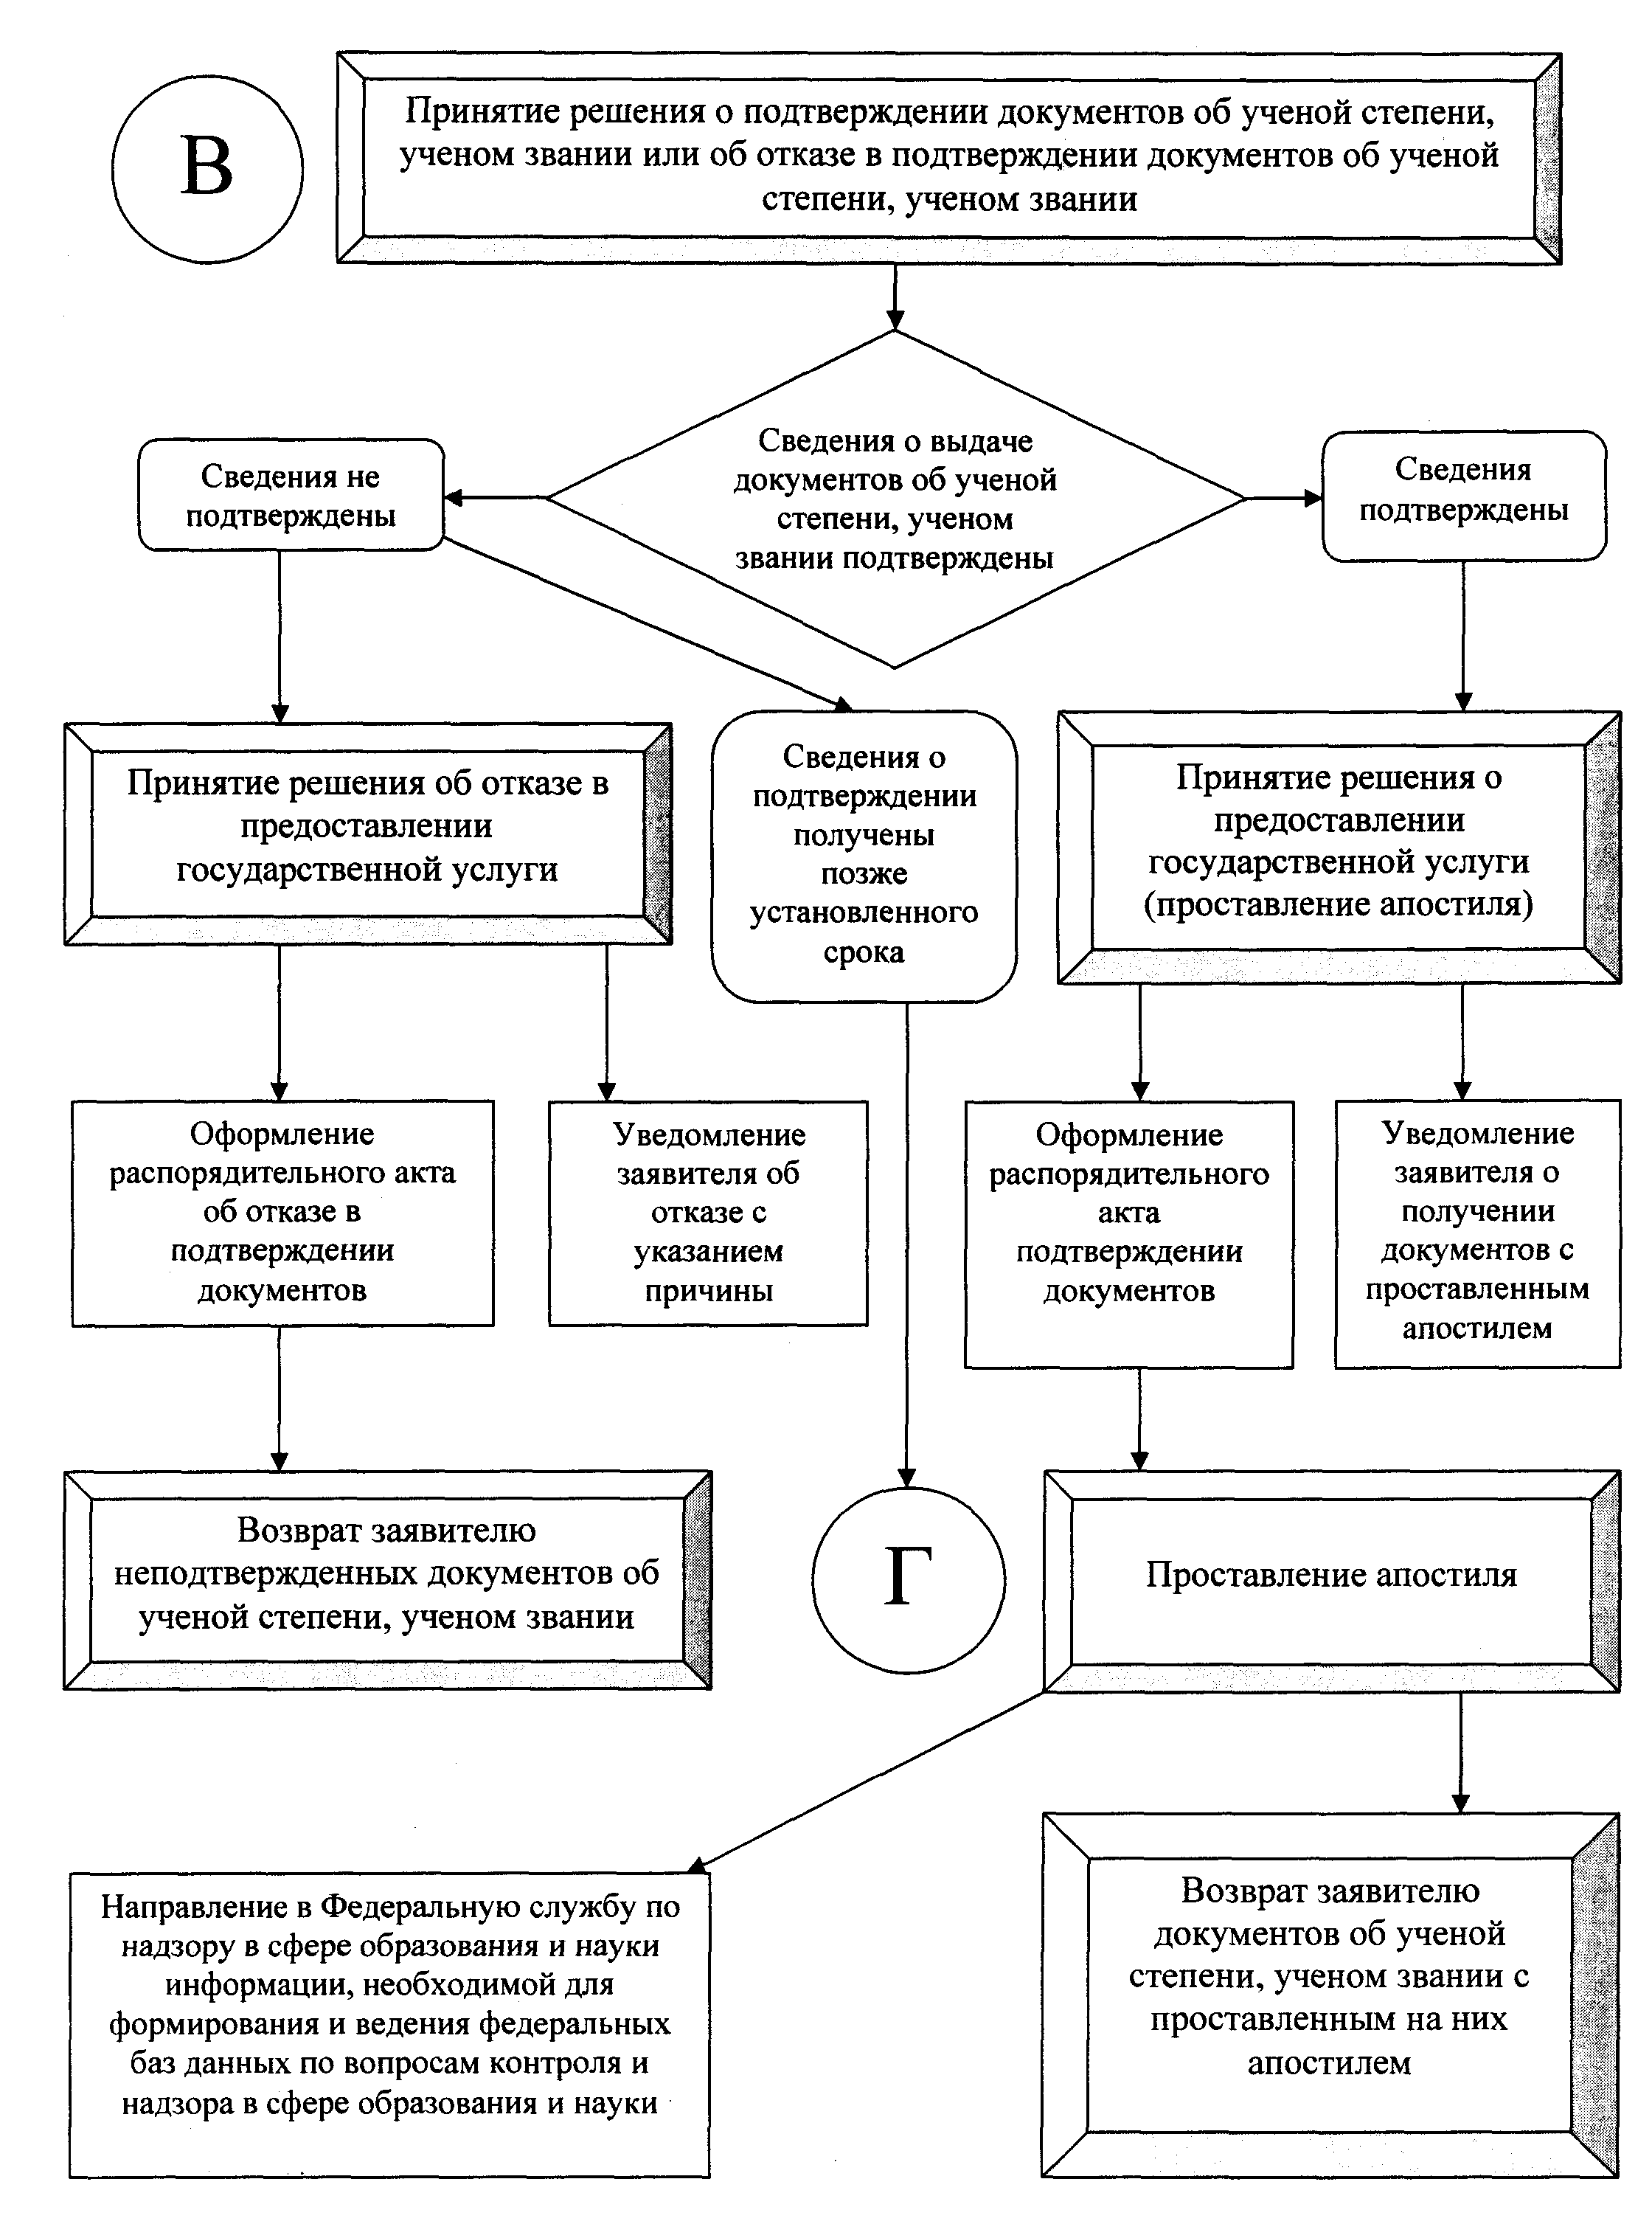 В
Принятие решения о подтверждении документов об ученой степени,
ученом звании или об отказе в подтверждении документов об ученой
степени, ученом звании
Сведения о выдаче
документов об ученой
степени, ученом
звании подтверждены
Сведения не
подтверждены
Сведения
подтверждены
Принятие решения об отказе в
предоставлении
государственной услуги
Сведения о
подтверждении
получены
позже
установленного
срока
Принятие решения о
предоставлении
государственной услуги
(проставление апостиля)
Оформление
распорядительного акта
об отказе в
подтверждении
документов
Уведомление
заявителя об
отказе с
указанием
причины
Оформление
распорядительного
акта
подтверждении
документов
Уведомление
заявителя о
получении
документов с
проставленным
апостилем
Возврат заявителю
неподтвержденных документов об
ученой степени, ученом звании
Г
Проставление апостиля
Направление в Федеральную службу по
надзору в сфере образования и науки
информации, необходимой для
формирования и ведения федеральных
баз данных по вопросам контроля и
надзора в сфере образования и науки
Возврат заявителю
документов об ученой
степени, ученом звании с
проставленным на них
апостилем